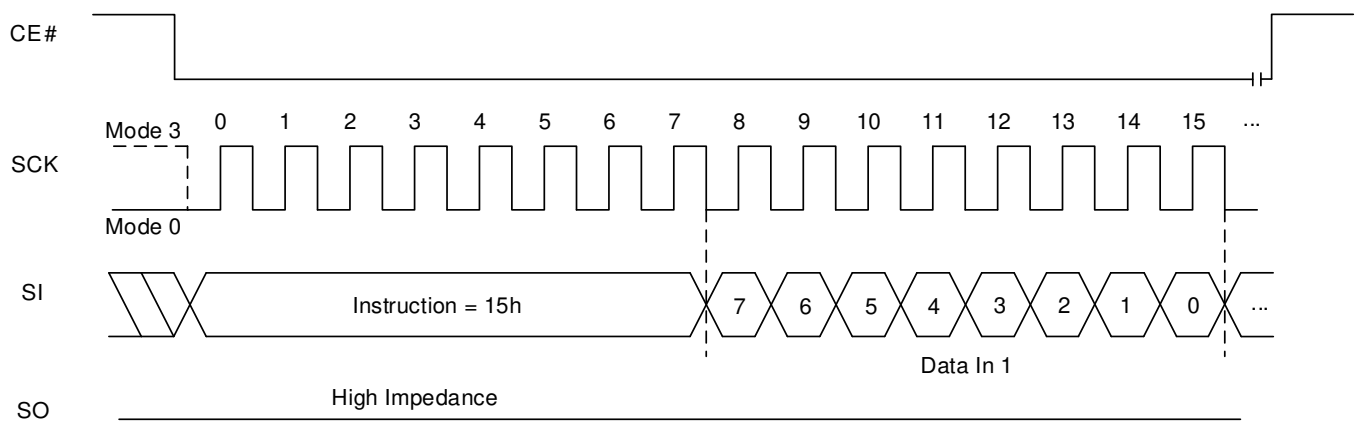 CE#
Mode 3 0 1 2 3 4 5 6 7 8 9 10 11 12 13 14 15 ...
SCK
Mode 0
SI Instruction = 15h 7 6 5 4 3 2 1 0 ...
Data In 1
High Impedance
SO